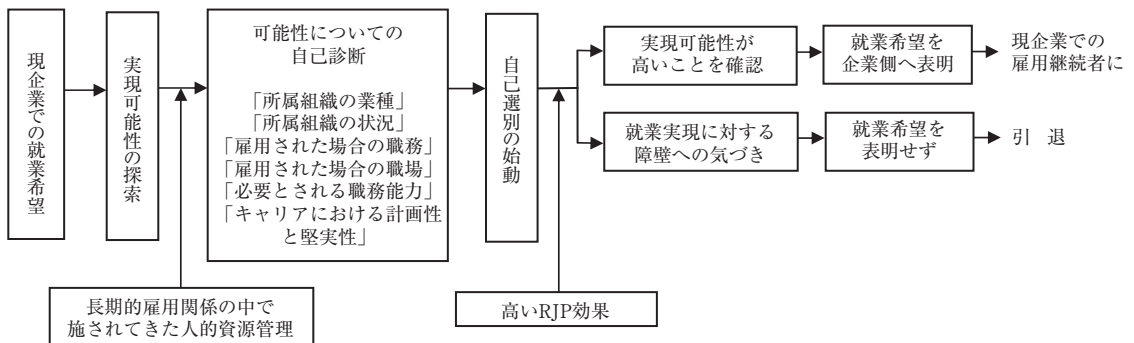 現企業での就業希望
実現可能性の探索
可能性についての
自己診断
「所属組織の業種」
「所属組織の状況」
「雇用された場合の職務」
「雇用された場合の職場」
「必要とされる職務能力」
「キャリアにおける計画性
と堅実性」
自己選別の始動
実現可能性が
高いことを確認
就業希望を
企業側へ表明
現企業での
雇用継続者に
就業実現に対する
障壁への気づき
就業希望を
表明せず
引 退
長期的雇用関係の中で
施されてきた人的資源管理
高いRJP効果